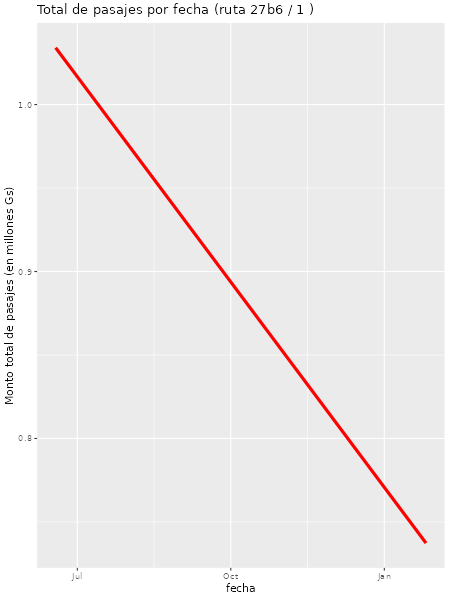 Total de pasajes por fecha (ruta 27b6 / 1 )
Monto total de pasajes (en millones Gs)
1.0
0.9
0.8
Jul
Oct
Jan
fecha